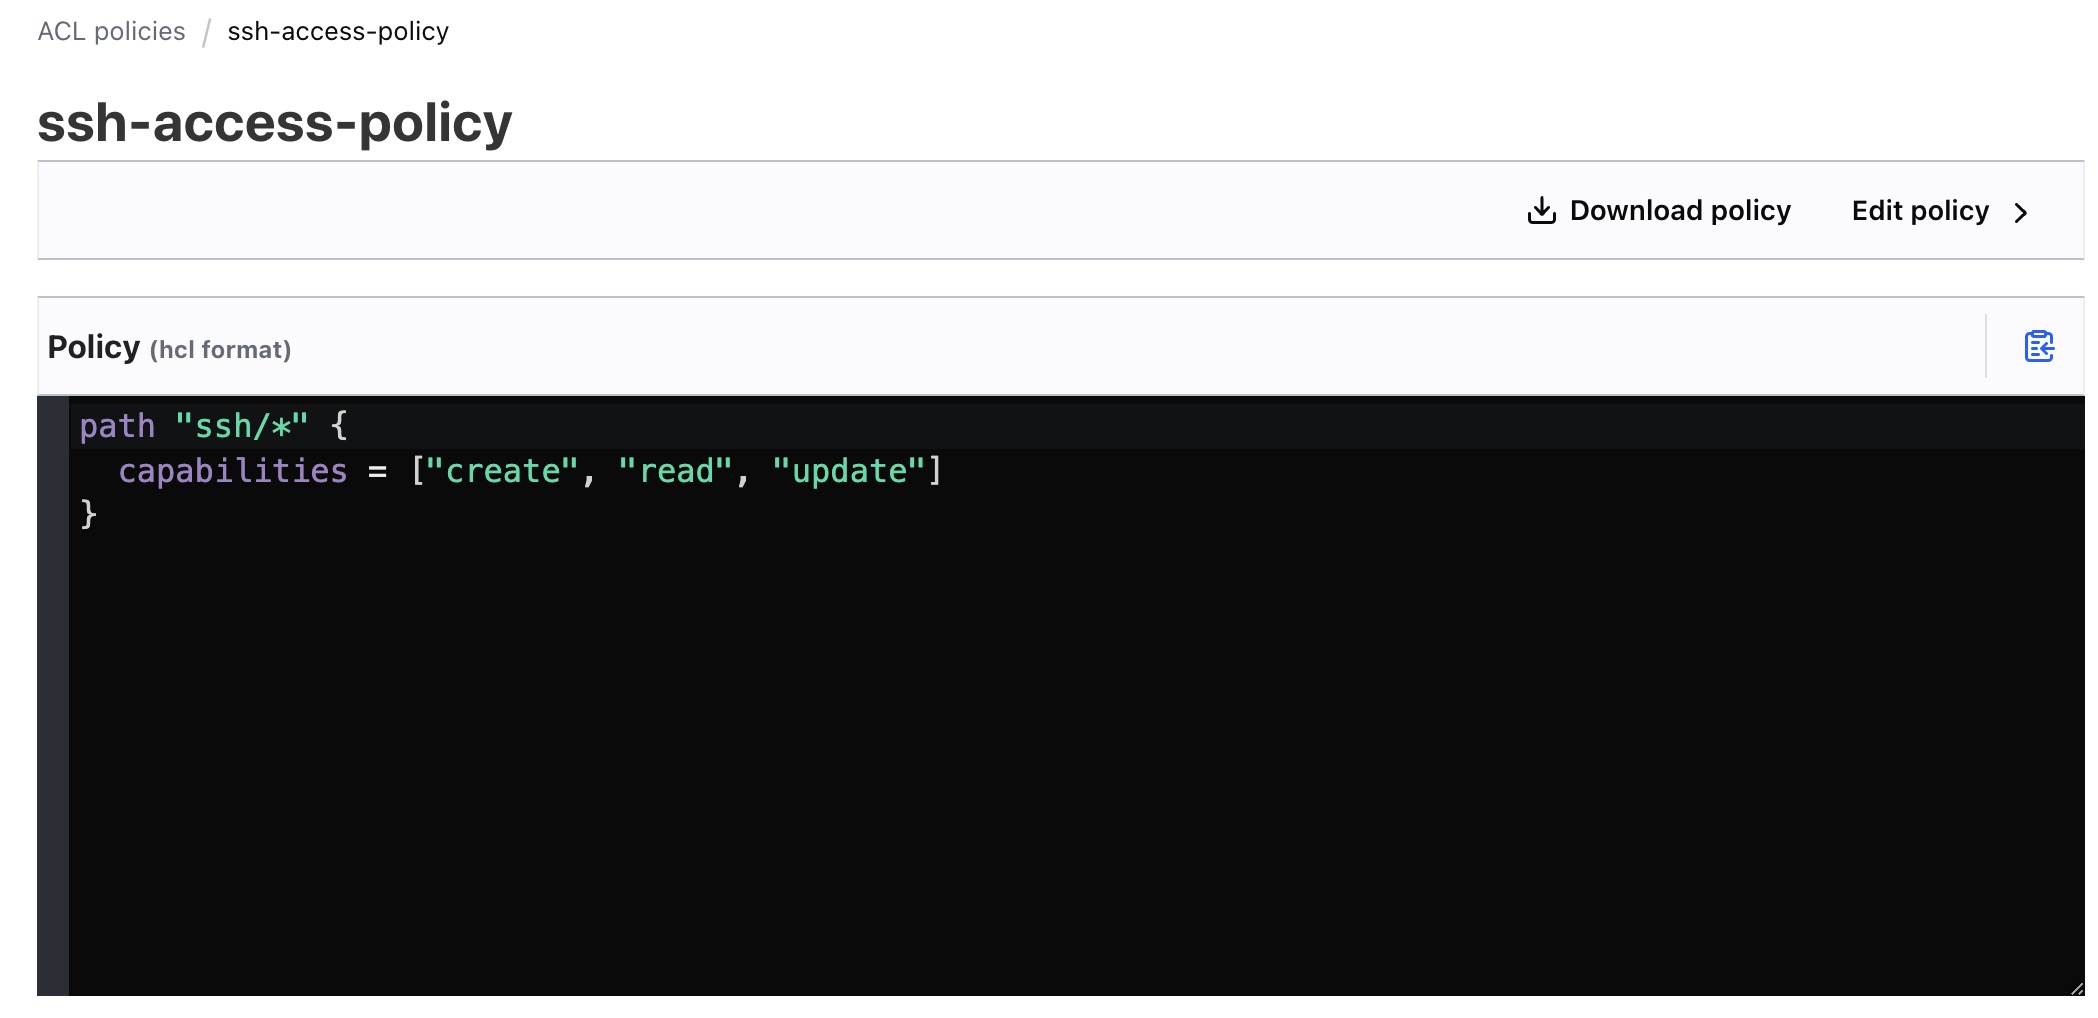 ACL policies / ssh-access-policy
ssh-access-policy
Download policy Edit policy
Policy (hcl format)
path "ssh/*" {
  capabilities = ["create", "read", "update"]
}